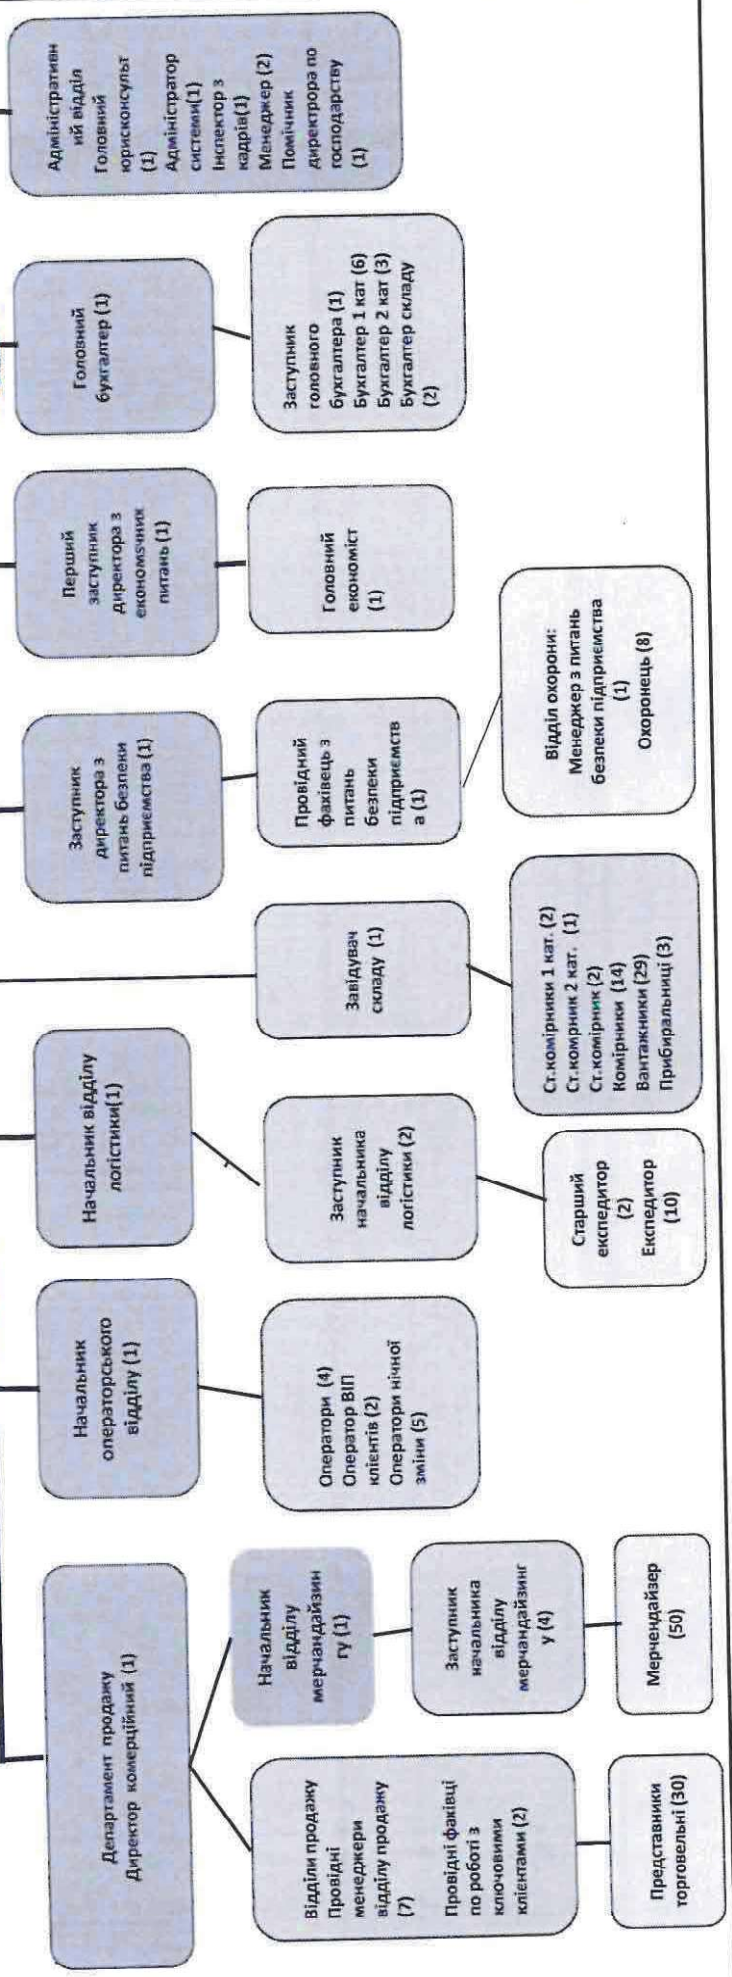 Департамент продажу
Директор комерційний (1)
Відділи продажу
Провідні
менеджери
відділу продажу
(7)
Провідні факівці
по роботі з
ключовими
клієнтами (2)
Представники
торговельні (30)
Начальник
відділу
мерчандайзин
гу (1)
Заступник
начальника
відділу
мерчандайзинг
у (4)
Мерчендайзер
(50)
Начальник
операторського
відділу (1)
Оператори (4)
Оператор ВІП
клієнтів (2)
Оператори нічної
зміни (5)
Начальник відділу
логістики(1)
Заступник
начальника
відділу
логістики (2)
Старший
експедитор
(2)
Експедитор
(10)
Завідувач
складу (1)
Ст.комірники 1 кат. (2)
Ст.комрник 2 кат. (1)
Ст.комірник (2)
Комірники (14)
Вантажники (29)
Прибиральниці (3)
Заступник
директора з
питань безпеки
підприємства (1)
Провідний
фахівець з
питань
безпеки
підприємств
а (1)
Відділ охорони:
Менеджер з питань
безпеки підприємства
(1)
Охоронець (8)
Перший
заступник
директора з
економsчних
питань (1)
Головний
економіст
(1)
Головний
бухгалтер (1)
Заступник
головного
бухгалтера (1)
Бухгалтер 1 кат (6)
Бухгалтер 2 кат (3)
Бухгалтер складу
(2)
Адміністративн
ий відділ
Головний
юрисконсульт
(1)
Адміністратор
системи(1)
Інспектор з
кадрів(1)
Менеджер (2)
Помічник
директрора по
господарству
(1)